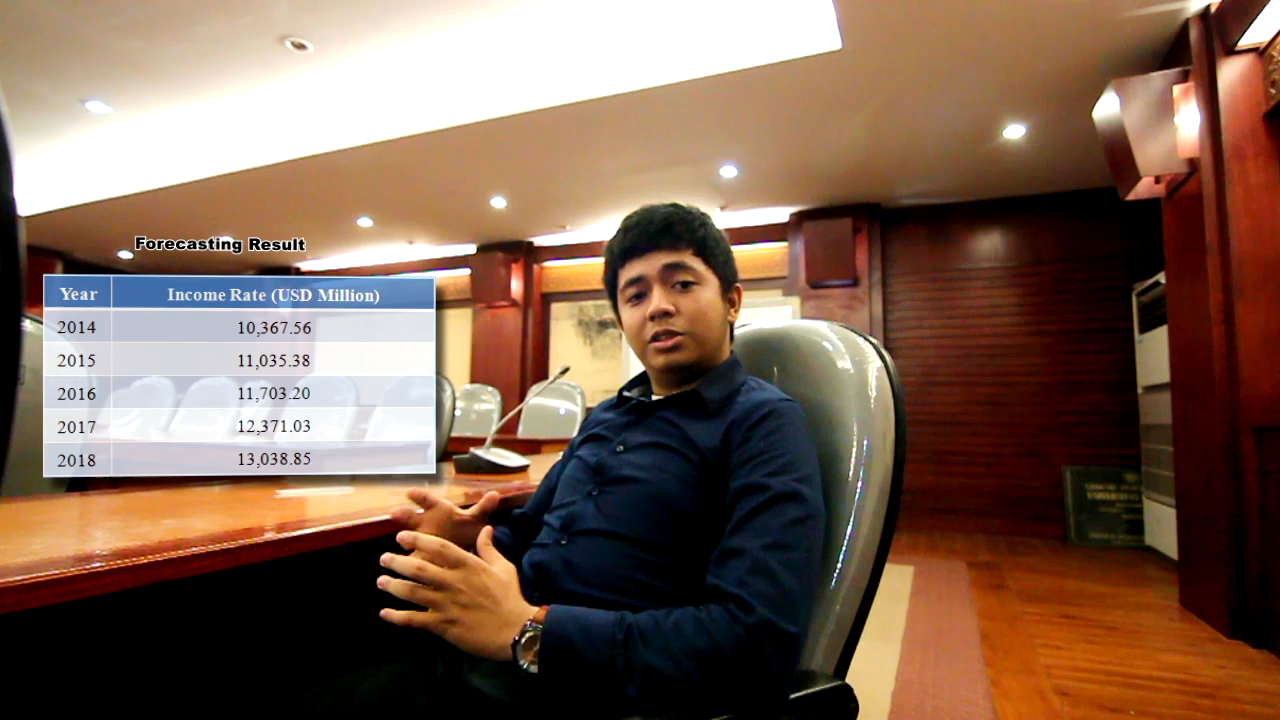 Forecasting Result
Year Income Rate (USD Million)
2014 10,367.56
2015 11,035.38
2016 11,703.20
2017 12,371.03
2018 13,038.85